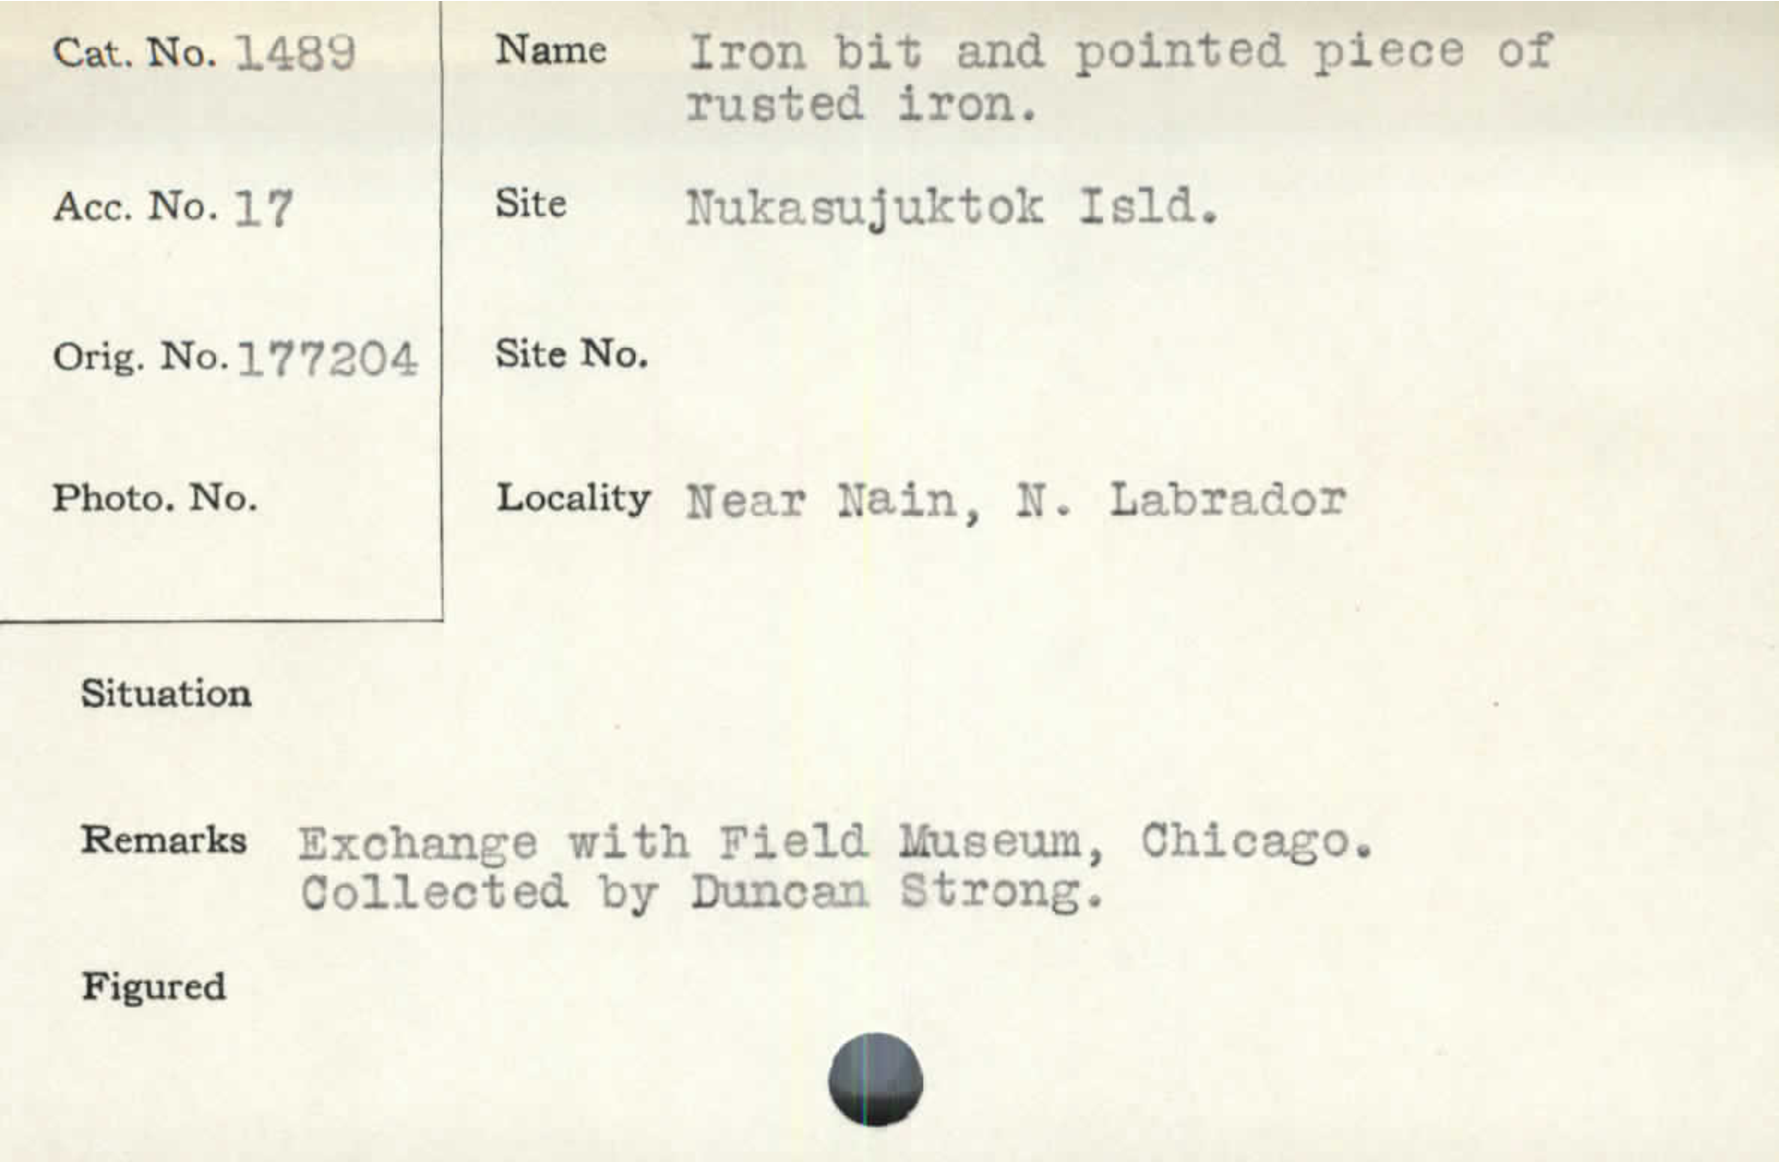 Cat. No. 1489
Name Iron bit and pointed piece of
rusted iron.
Acc. No. 17
Site Nukasujuktok Isld.
Orig. No. 177204
Site No.
Photo. No.
Locality Near Nain, N. Labrador
Situation
Remarks Exchange with Field Museum, Chicago.
Collected by Duncan Strong.
Figured